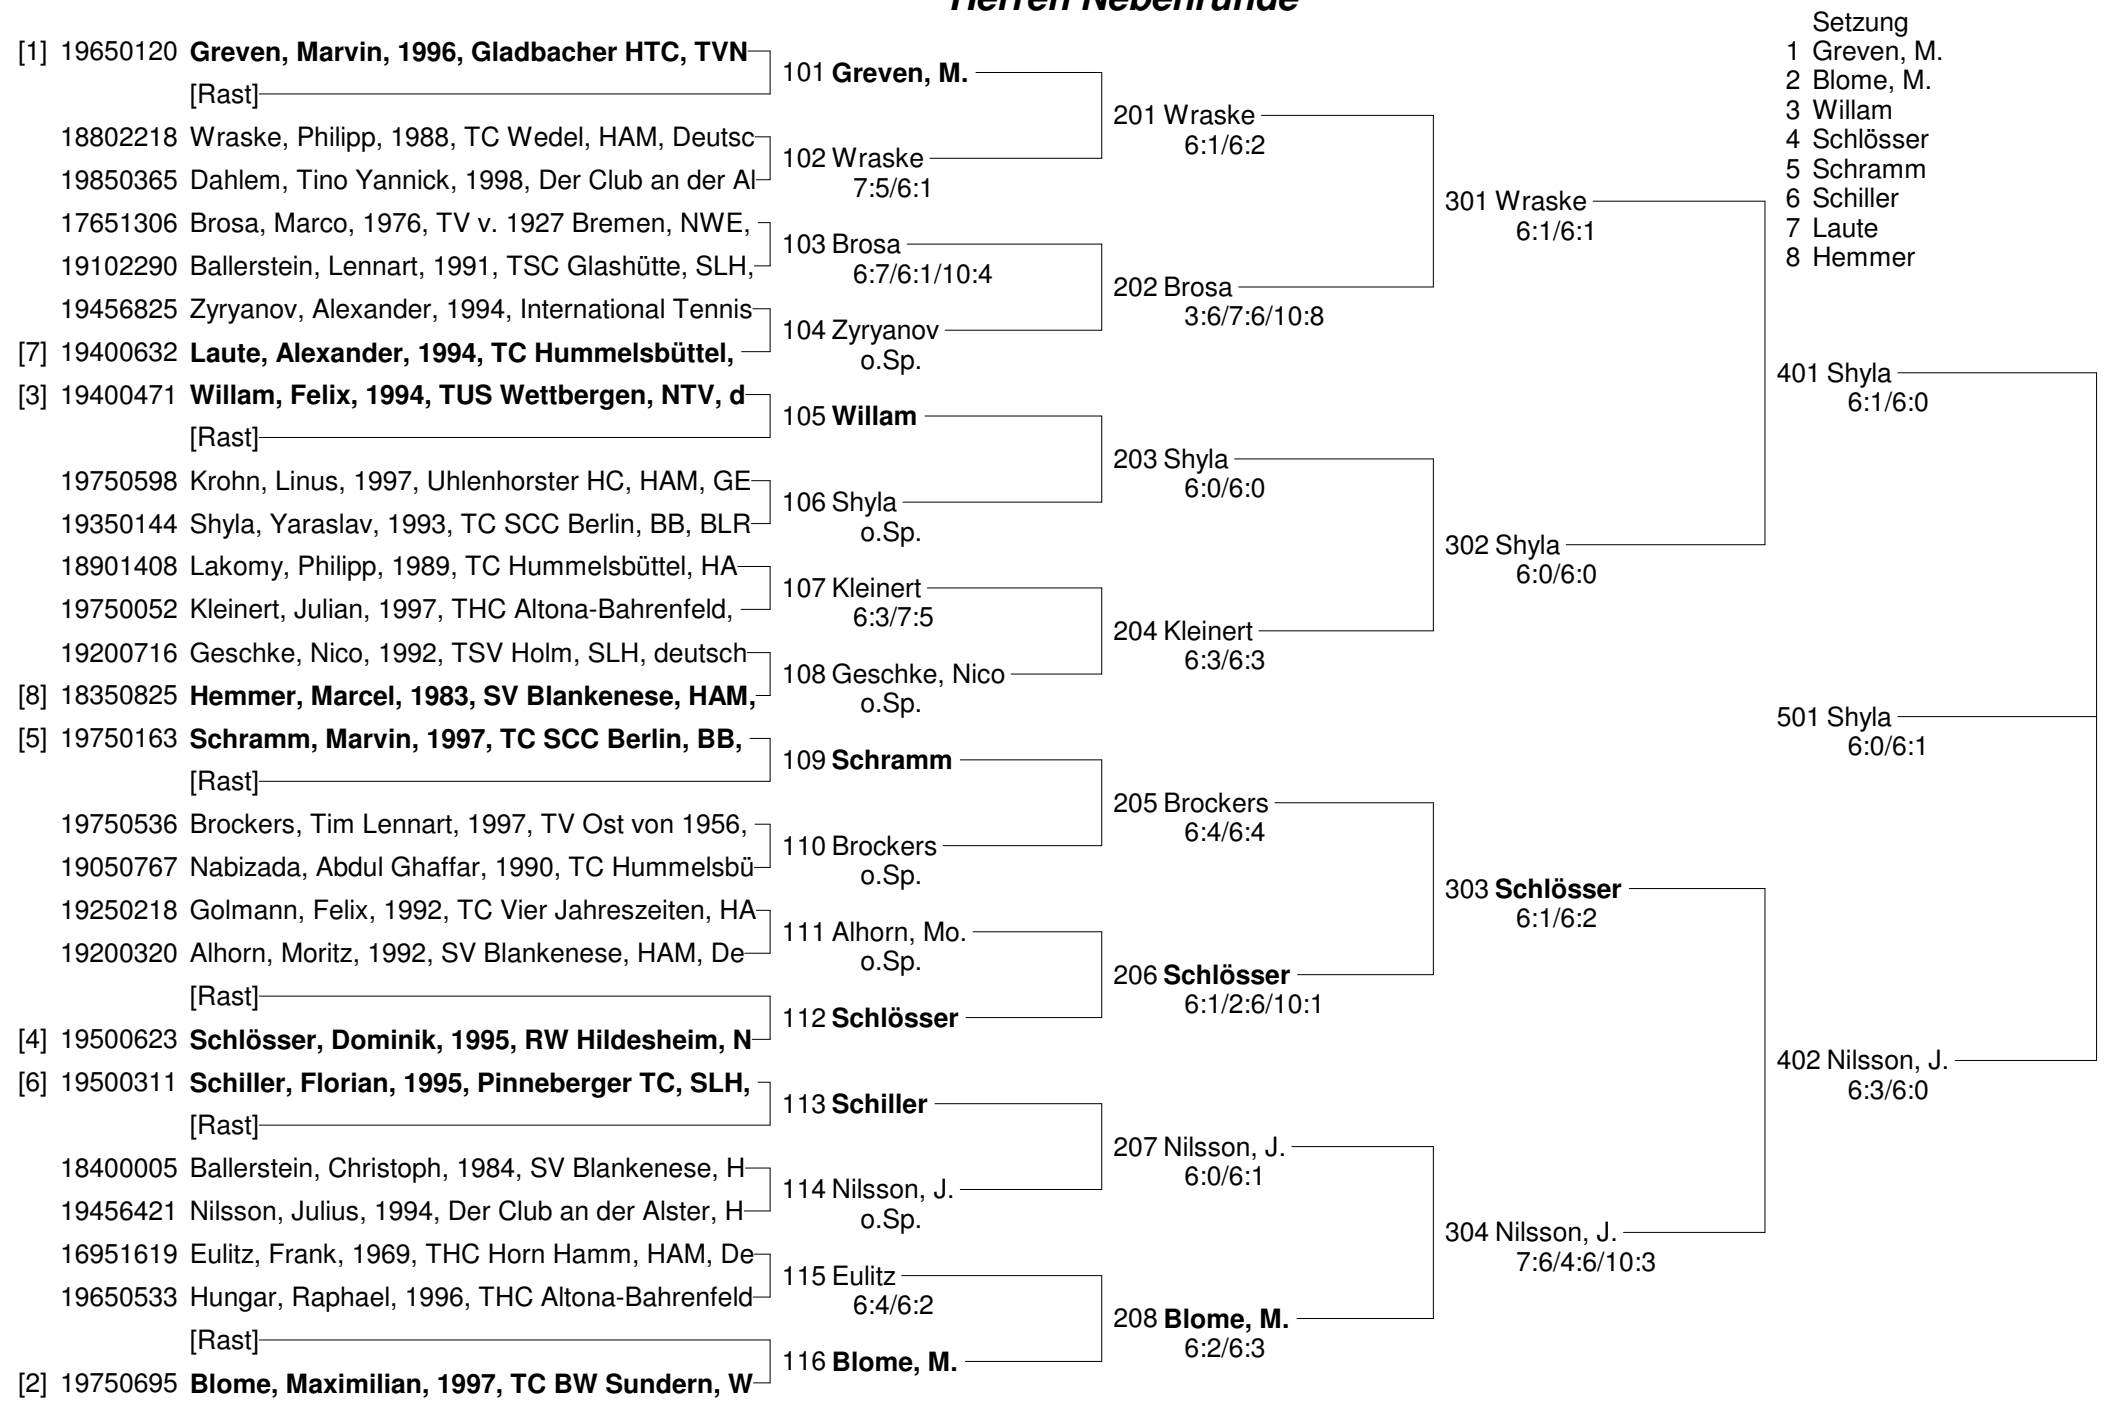 Herren Nebenrunde
Setzung
1 Greven, M.
2 Blome, M.
3 Willam
4 Schlösser
5 Schramm
6 Schiller
7 Laute
8 Hemmer
[1] 19650120 Greven, Marvin, 1996, Gladbacher HTC, TVN
[Rast]
18802218 Wraske, Philipp, 1988, TC Wedel, HAM, Deutsc
19850365 Dahlem, Tino Yannick, 1998, Der Club an der Al
17651306 Brosa, Marco, 1976, TV v. 1927 Bremen, NWE,
19102290 Ballerstein, Lennart, 1991, TSC Glashütte, SLH,
19456825 Zyryanov, Alexander, 1994, International Tennis
[7] 19400632 Laute, Alexander, 1994, TC Hummelsbüttel,
[3] 19400471 Willam, Felix, 1994, TUS Wettbergen, NTV, d
[Rast]
19750598 Krohn, Linus, 1997, Uhlenhorster HC, HAM, GE
19350144 Shyla, Yaraslav, 1993, TC SCC Berlin, BB, BLR
18901408 Lakomy, Philipp, 1989, TC Hummelsbüttel, HA
19750052 Kleinert, Julian, 1997, THC Altona-Bahrenfeld,
19200716 Geschke, Nico, 1992, TSV Holm, SLH, deutsch
[8] 18350825 Hemmer, Marcel, 1983, SV Blankenese, HAM,
[5] 19750163 Schramm, Marvin, 1997, TC SCC Berlin, BB,
[Rast]
19750536 Brockers, Tim Lennart, 1997, TV Ost von 1956,
19050767 Nabizada, Abdul Ghaffar, 1990, TC Hummelsbü
19250218 Golmann, Felix, 1992, TC Vier Jahreszeiten, HA
19200320 Alhorn, Moritz, 1992, SV Blankenese, HAM, De
[Rast]
[4] 19500623 Schlösser, Dominik, 1995, RW Hildesheim, N
[6] 19500311 Schiller, Florian, 1995, Pinneberger TC, SLH,
[Rast]
18400005 Ballerstein, Christoph, 1984, SV Blankenese, H
19456421 Nilsson, Julius, 1994, Der Club an der Alster, H
16951619 Eulitz, Frank, 1969, THC Horn Hamm, HAM, De
19650533 Hungar, Raphael, 1996, THC Altona-Bahrenfeld
[Rast]
[2] 19750695 Blome, Maximilian, 1997, TC BW Sundern, W
101 Greven, M.
102 Wraske
7:5/6:1
103 Brosa
6:7/6:1/10:4
104 Zyryanov
o.Sp.
105 Willam
106 Shyla
o.Sp.
107 Kleinert
6:3/7:5
108 Geschke, Nico
o.Sp.
109 Schramm
110 Brockers
o.Sp.
111 Alhorn, Mo.
o.Sp.
112 Schlösser
113 Schiller
114 Nilsson, J.
o.Sp.
115 Eulitz
6:4/6:2
116 Blome, M.
201 Wraske
6:1/6:2
202 Brosa
3:6/7:6/10:8
203 Shyla
6:0/6:0
204 Kleinert
6:3/6:3
205 Brockers
6:4/6:4
206 Schlösser
6:1/2:6/10:1
207 Nilsson, J.
6:0/6:1
208 Blome, M.
6:2/6:3
301 Wraske
6:1/6:1
302 Shyla
6:0/6:0
303 Schlösser
6:1/6:2
304 Nilsson, J.
7:6/4:6/10:3
401 Shyla
6:1/6:0
501 Shyla
6:0/6:1
402 Nilsson, J.
6:3/6:0